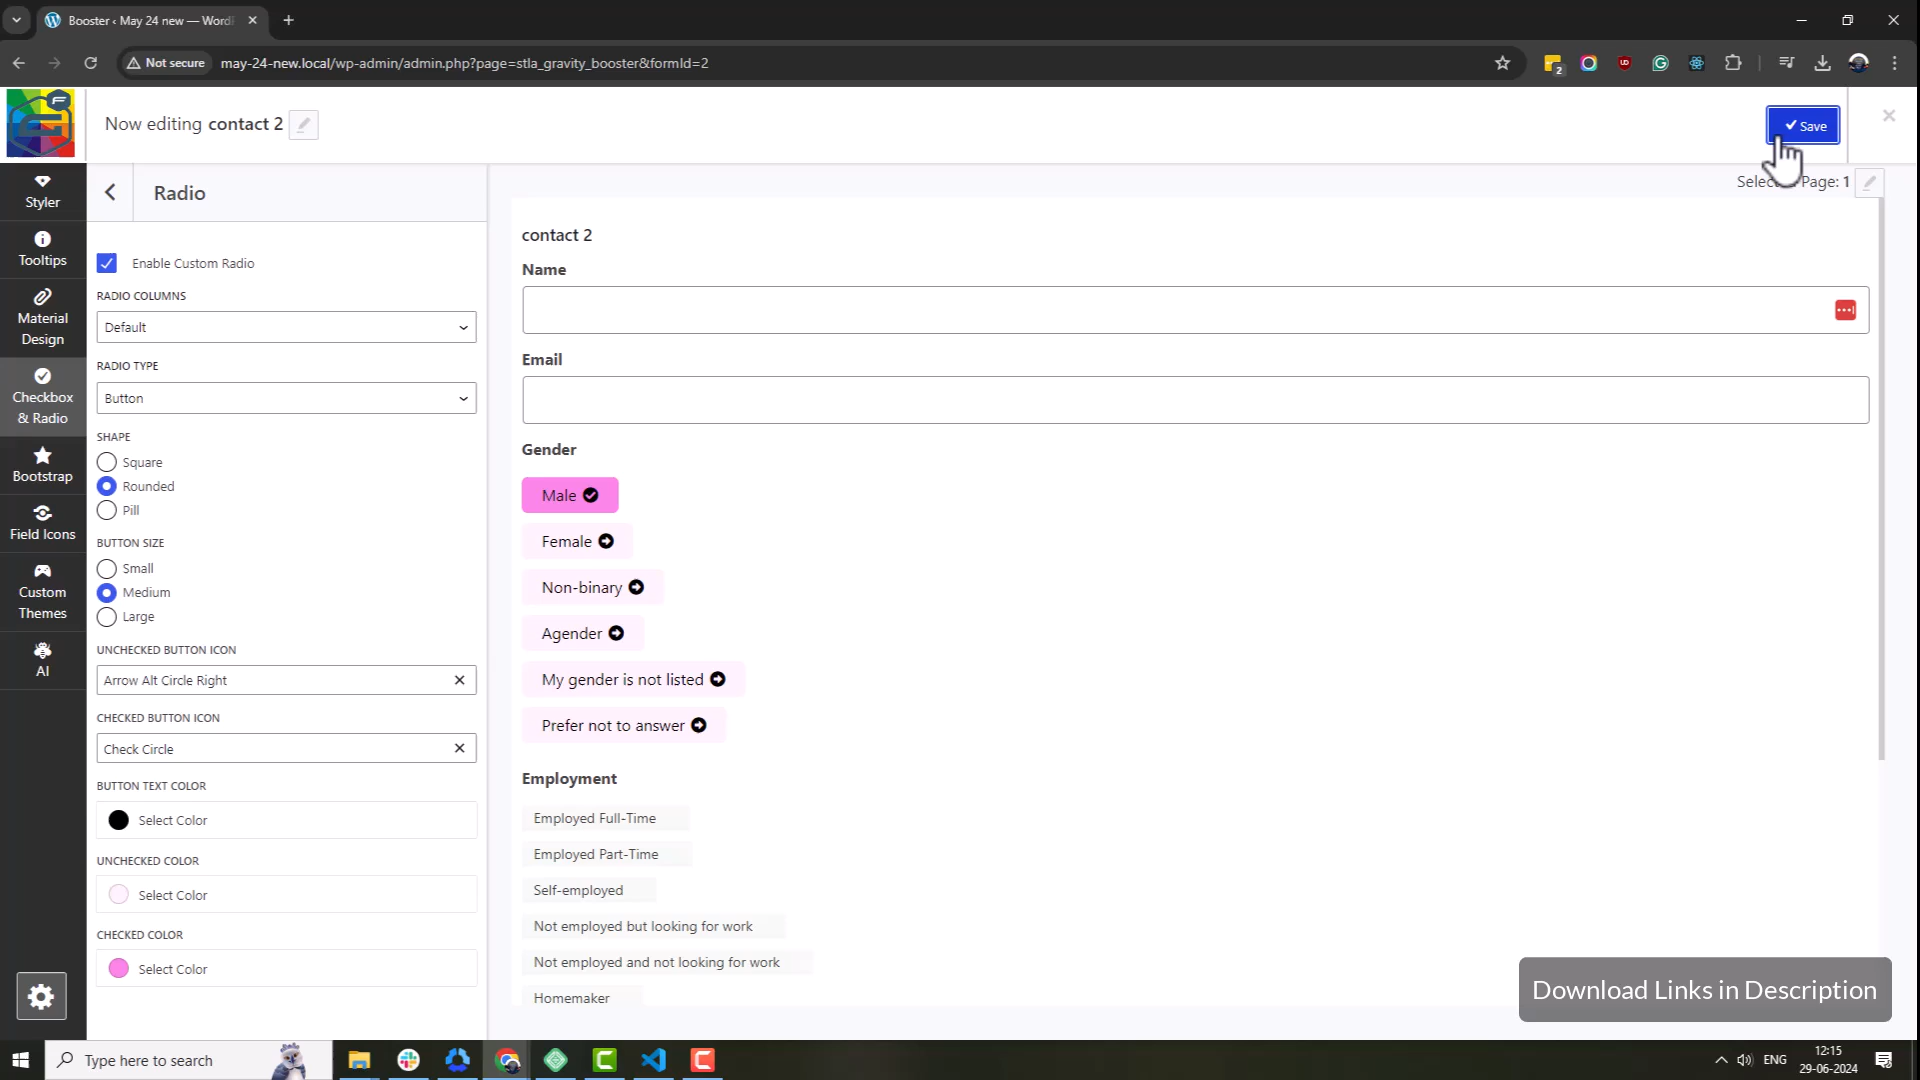 Booster ‹ May 24 new — Word
Not secure
may-24-new.local/wp-admin/admin.php?page=stla_gravity_booster&formId=2
2
Now editing contact 2
Save
Styler
Tooltips
Material
Design
Checkbox
& Radio
Bootstrap
Field Icons
Custom
Themes
AI
Radio
Enable Custom Radio
RADIO COLUMNS
Default
RADIO TYPE
Button
SHAPE
Square
Rounded
Pill
BUTTON SIZE
Small
Medium
Large
UNCHECKED BUTTON ICON
Arrow Alt Circle Right
CHECKED BUTTON ICON
Check Circle
BUTTON TEXT COLOR
Select Color
UNCHECKED COLOR
Select Color
CHECKED COLOR
Select Color
Page: 1
contact 2
Name
Email
Gender
Male
Female
Non-binary
Agender
My gender is not listed
Prefer not to answer
Employment
Employed Full-Time
Employed Part-Time
Self-employed
Not employed but looking for work
Not employed and not looking for work
Homemaker
Download Links in Description
Type here to search
ENG
12:15
29-06-2024